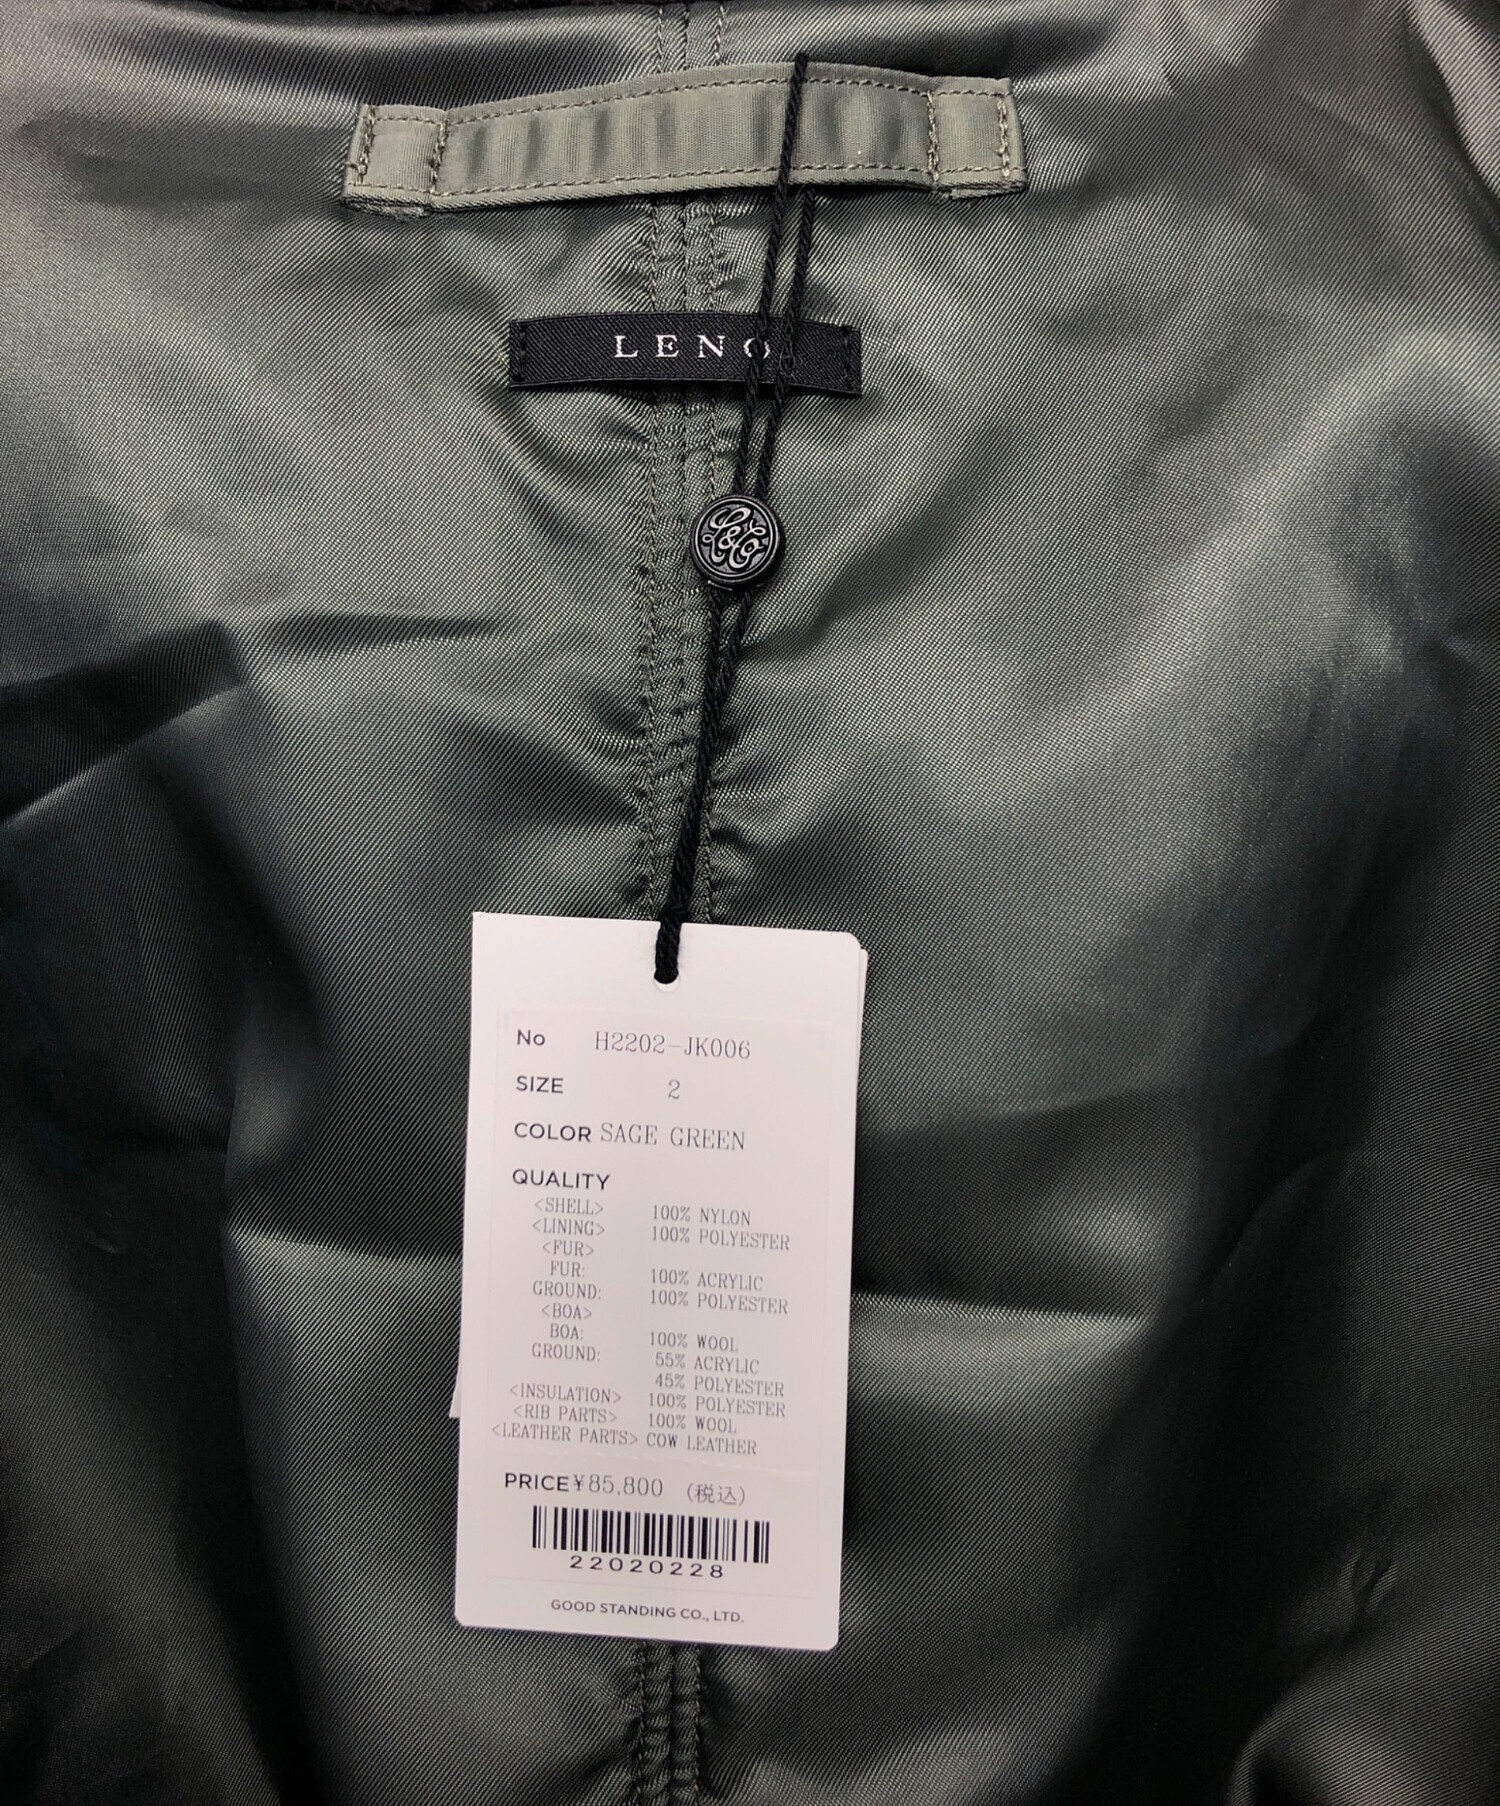 LENO
L&Co
No H2202-JK006
SIZE 2
COLOR SAGE GREEN
QUALITY
<SHELL> 100% NYLON
<LINING> 100% POLYESTER
<FUR>
FUR: 100% ACRYLIC
GROUND: 100% POLYESTER
<BOA>
BOA: 100% WOOL
GROUND: 55% ACRYLIC
45% POLYESTER
<INSULATION> 100% POLYESTER
<RIB PARTS> 100% WOOL
<LEATHER PARTS> COW LEATHER
PRICE ¥85,800 (税込)
22020228
GOOD STANDING CO., LTD.